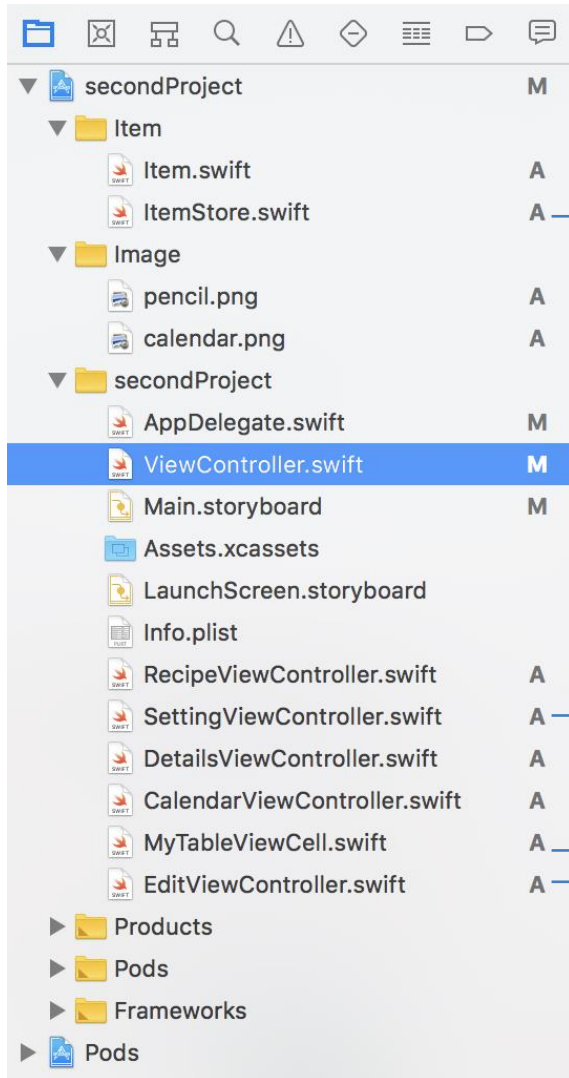 secondProject M
Item
Item.swift A
ItemStore.swift A
Image
pencil.png A
calendar.png A
secondProject
AppDelegate.swift M
ViewController.swift M
Main.storyboard M
Assets.xcassets
LaunchScreen.storyboard
Info.plist
RecipeViewController.swift A
SettingViewController.swift A
DetailsViewController.swift A
CalendarViewController.swift A
MyTableViewCell.swift A
EditViewController.swift A
Products
Pods
Frameworks
Pods